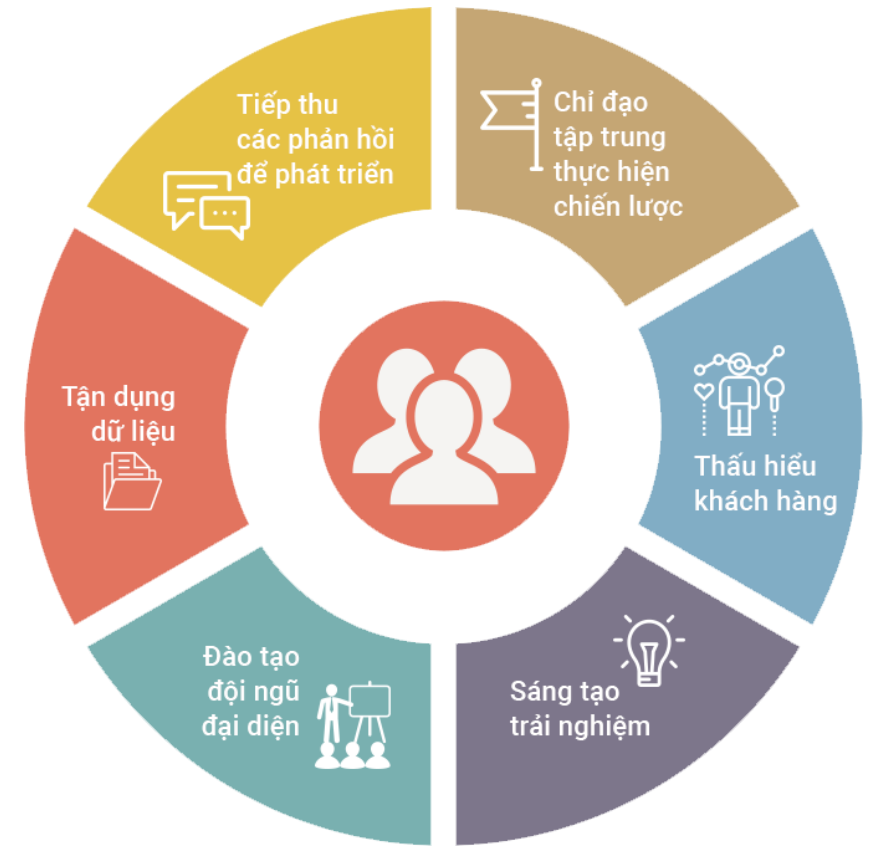 Tiếp thu
các phản hồi
để phát triển
Chỉ đạo
tập trung
thực hiện
chiến lược
Thấu hiểu
khách hàng
Sáng tạo
trải nghiệm
Đào tạo
đội ngũ
đại diện
Tận dụng
dữ liệu